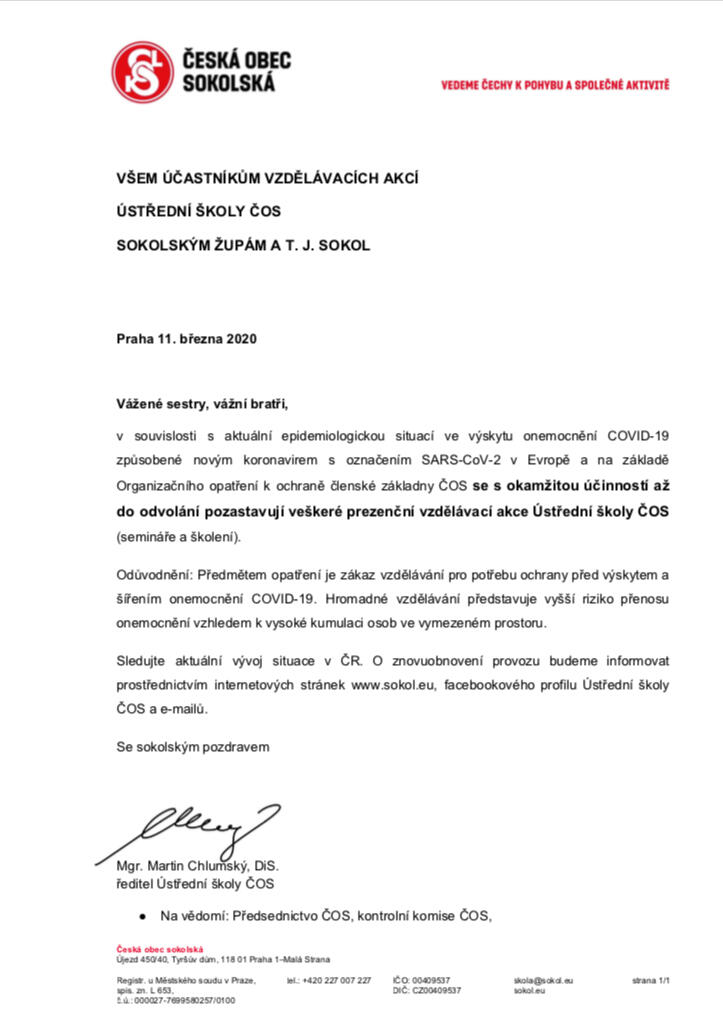 ČESKÁ OBEC
SOKOLSKÁ
VEDEME ČECHY K POHYBU A SPOLEČNÉ AKTIVITĚ
VŠEM ÚČASTNÍKŮM VZDĚLÁVACÍCH AKCÍ
ÚSTŘEDNÍ ŠKOLY ČOS
SOKOLSKÝM ŽUPÁM A T. J. SOKOL
Praha 11. března 2020
Vážené sestry, vážní bratři,
v souvislosti s aktuální epidemiologickou situací ve výskytu onemocnění COVID-19
způsobené novým koronavirem s označením SARS-CoV-2 v Evropě a na základě
Organizačního opatření k ochraně členské základny ČOS se s okamžitou účinností až
do odvolání pozastavují veškeré prezenční vzdělávací akce Ústřední školy ČOS
(semináře a školení).
Odůvodnění: Předmětem opatření je zákaz vzdělávání pro potřebu ochrany před výskytem a
šířením onemocnění COVID-19. Hromadné vzdělávání představuje vyšší riziko přenosu
onemocnění vzhledem k vysoké kumulaci osob ve vymezeném prostoru.
Sledujte aktuální vývoj situace v ČR. O znovuobnovení provozu budeme informovat
prostřednictvím internetových stránek www.sokol.eu, facebookového profilu Ústřední školy
ČOS a e-mailů.
Se sokolským pozdravem
Mgr. Martin Chlumský, DiS.
ředitel Ústřední školy ČOS
● Na vědomí: Předsednictvo ČOS, kontrolní komise ČOS,
Česká obec sokolská
Újezd 450/40, Tyršův dům, 118 01 Praha 1–Malá Strana
Registr. u Městského soudu v Praze, tel.: +420 227 007 227 IČO: 00409537 skola@sokol.eu strana 1/1
spis. zn. L 653, DIČ: CZ00409537 sokol.eu
č.ú.: 000027-7699580257/0100